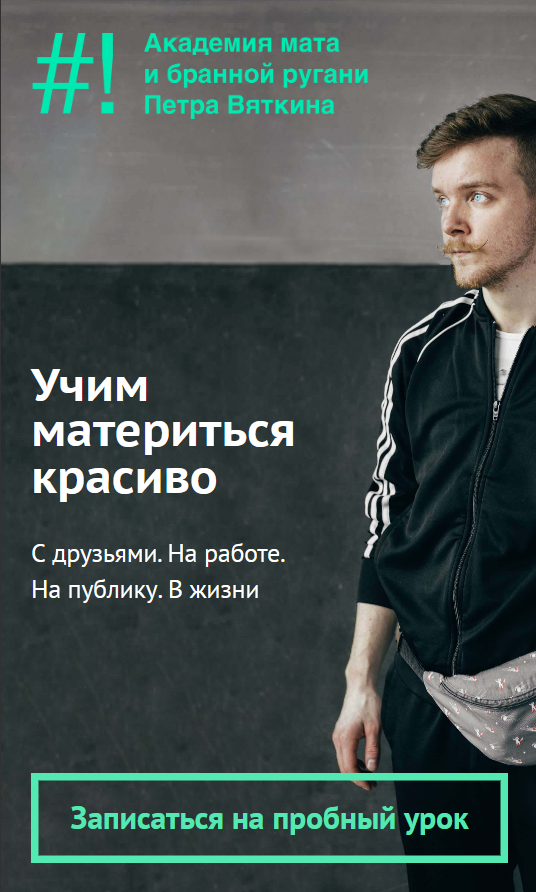 #!
Академия мата
и бранной ругани
Петра Вяткина
Учим
материться
красиво
С друзьями. На работе.
На публику. В жизни
Записаться на пробный урок